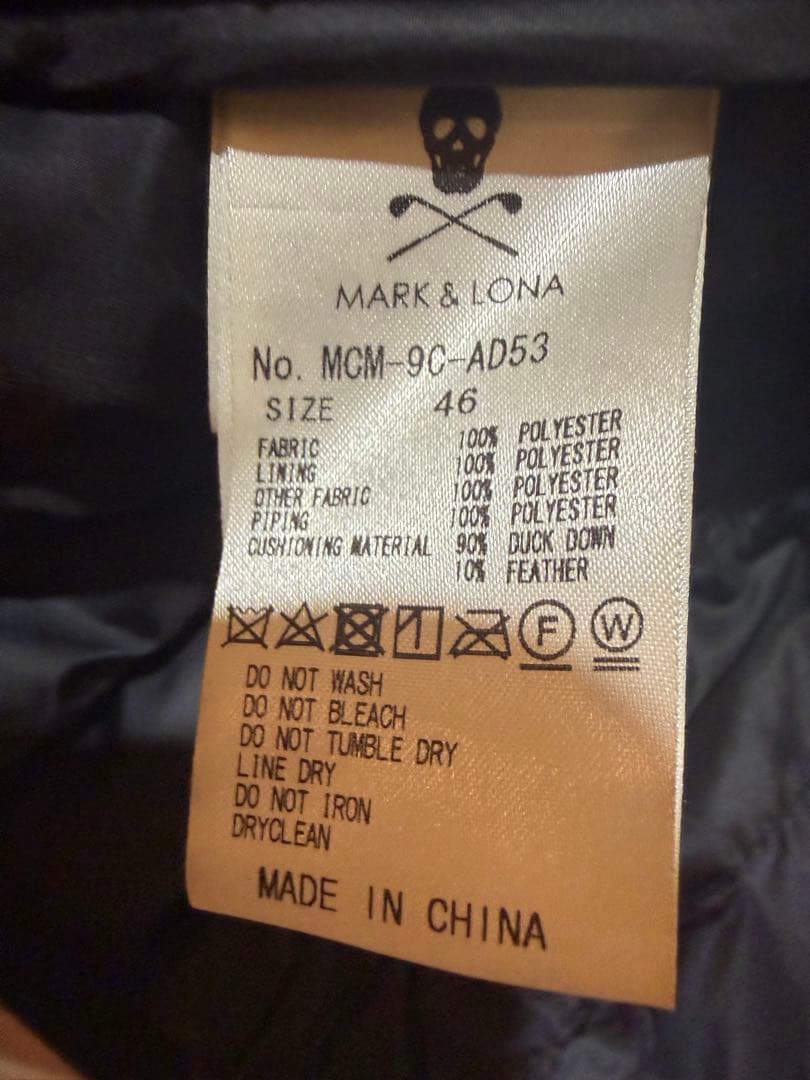 MARK & LONA
No. MCM-9C-AD53
SIZE 46
FABRIC 100% POLYESTER
LINING 100% POLYESTER
OTHER FABRIC 100% POLYESTER
PIPING 100% POLYESTER
CUSHIONING MATERIAL 90% DUCK DOWN
10% FEATHER
F W
DO NOT WASH
DO NOT BLEACH
DO NOT TUMBLE DRY
LINE DRY
DO NOT IRON
DRYCLEAN
MADE IN CHINA